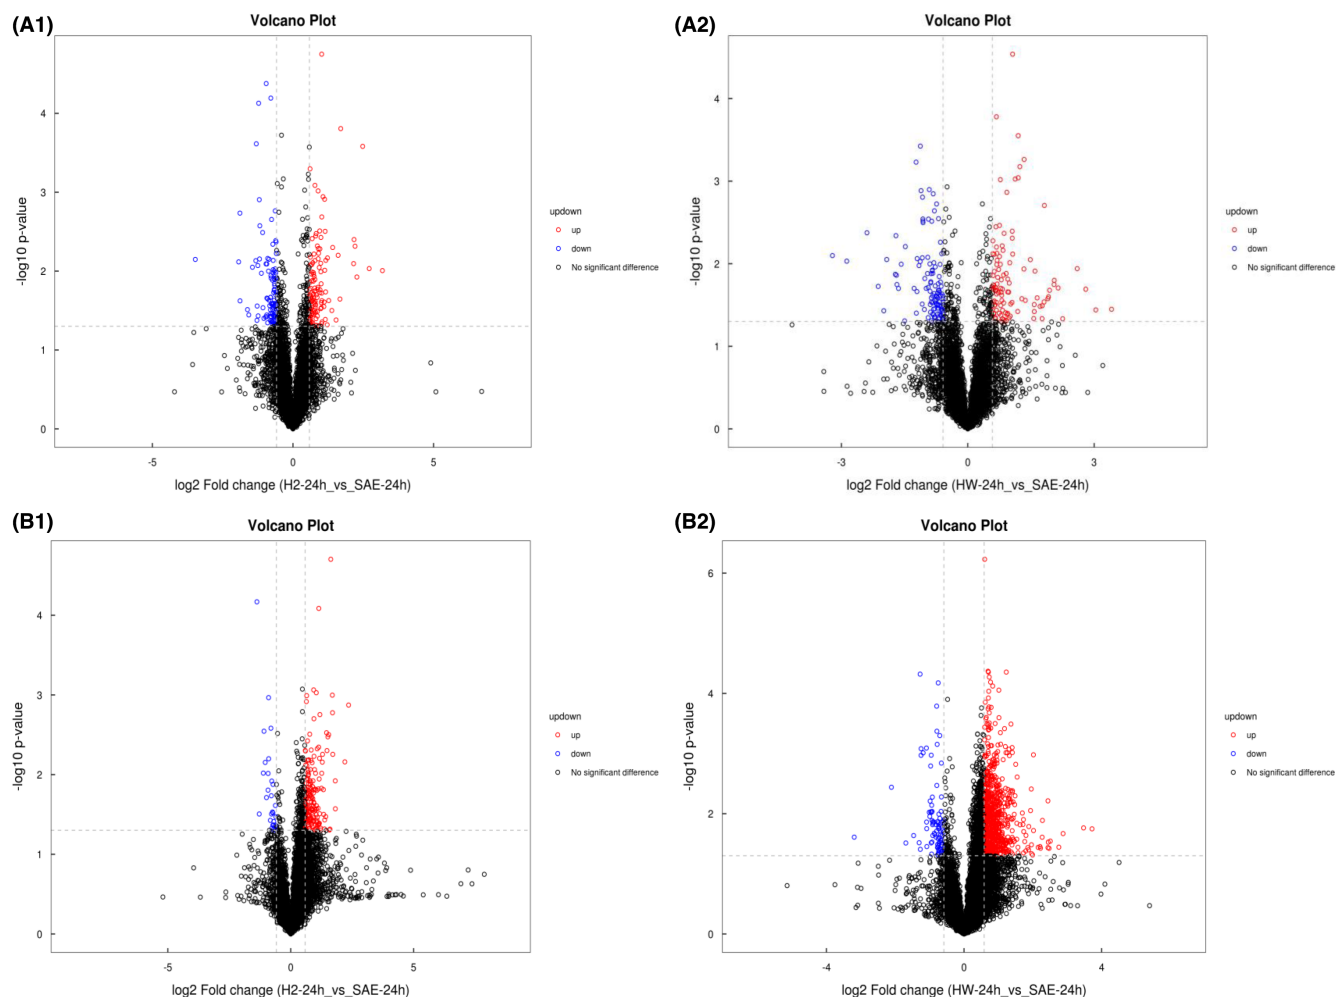 (A1)
Volcano Plot
4
3
2
1
0
-log10 p-value
-5
0
5
log2 Fold change (H2-24h_vs_SAE-24h)
updown
up
down
No significant difference
(A2)
Volcano Plot
4
3
2
1
0
-log10 p-value
-3
0
3
log2 Fold change (HW-24h_vs_SAE-24h)
updown
up
down
No significant difference
(B1)
Volcano Plot
4
3
2
1
0
-log10 p-value
-5
0
5
log2 Fold change (H2-24h_vs_SAE-24h)
updown
up
down
No significant difference
(B2)
Volcano Plot
6
4
2
0
-log10 p-value
-4
0
4
log2 Fold change (HW-24h_vs_SAE-24h)
updown
up
down
No significant difference